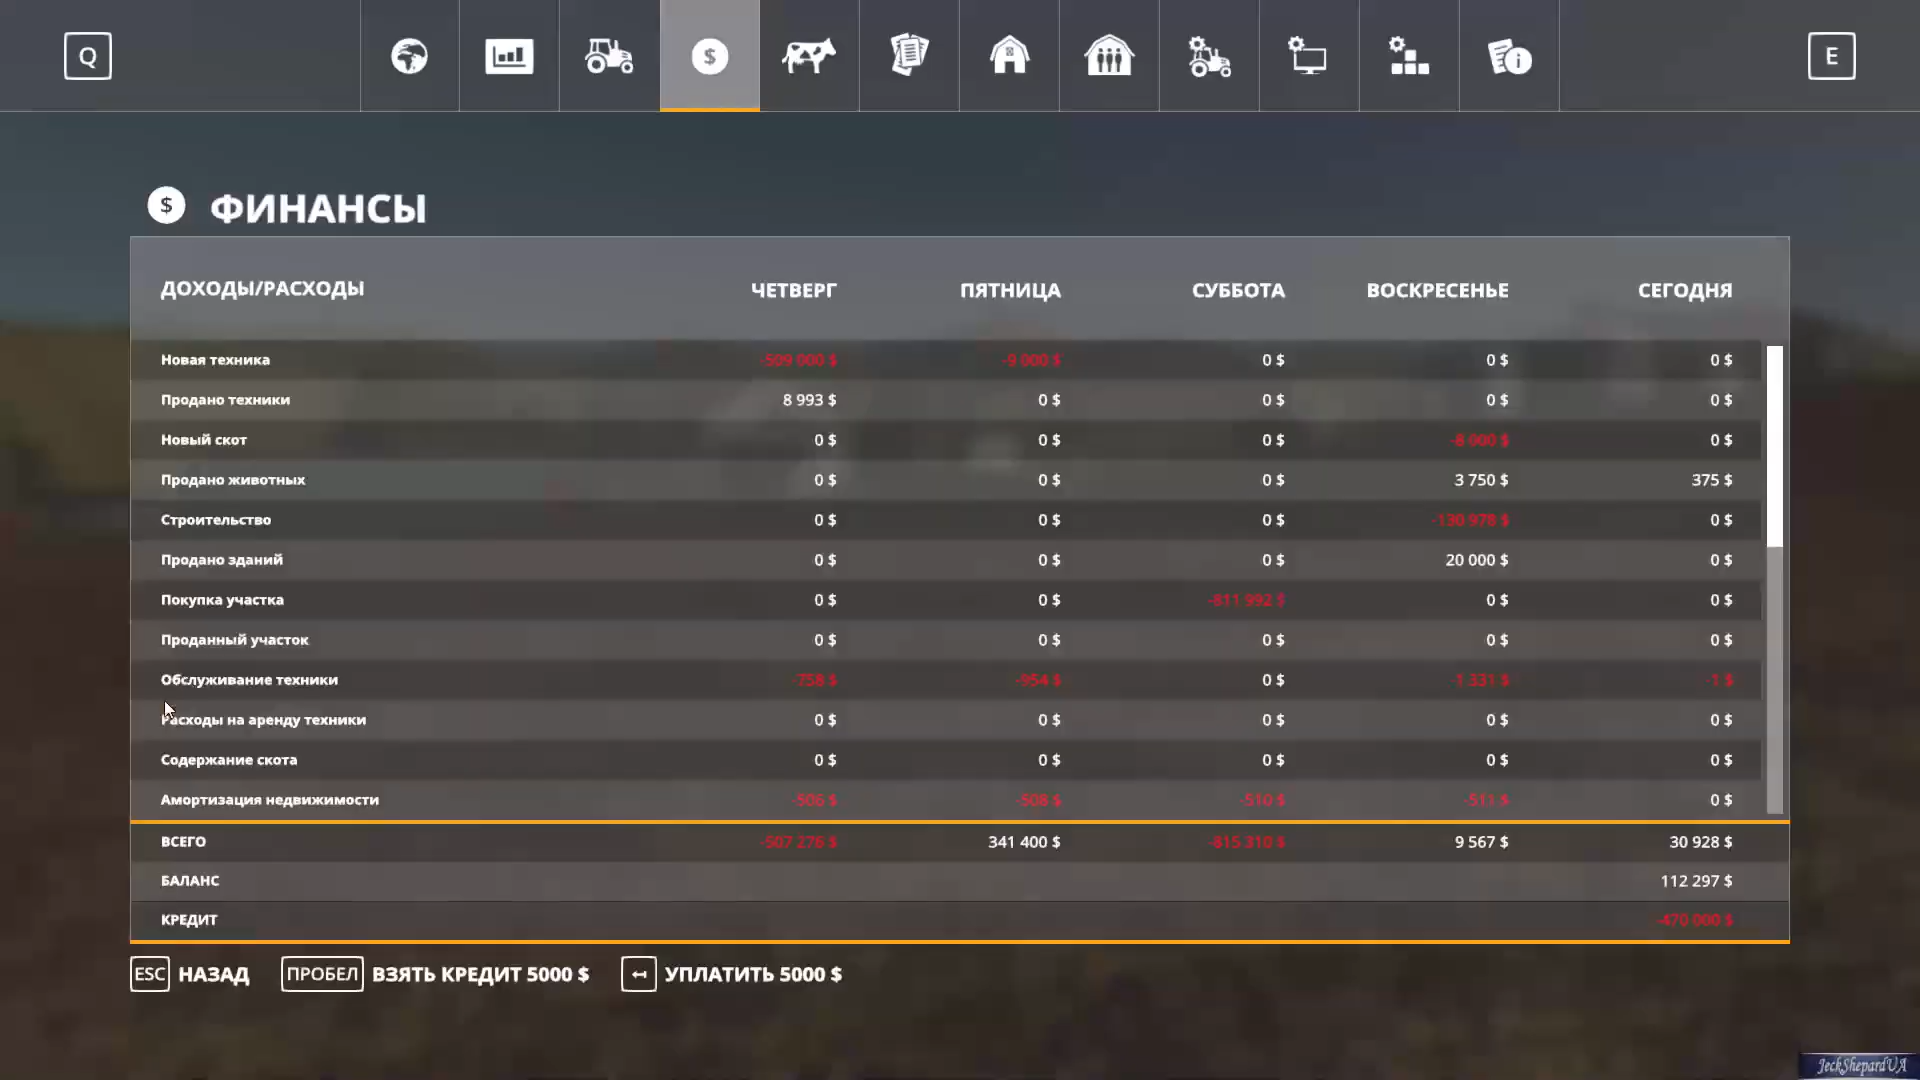 Q
E
$ ФИНАНСЫ
ДОХОДЫ/РАСХОДЫ ЧЕТВЕРГ ПЯТНИЦА СУББОТА ВОСКРЕСЕНЬЕ СЕГОДНЯ
Новая техника -509 000 $ -9 000 $ 0 $ 0 $ 0 $
Продано техники 8 993 $ 0 $ 0 $ 0 $ 0 $
Новый скот 0 $ 0 $ 0 $ -8 000 $ 0 $
Продано животных 0 $ 0 $ 0 $ 3 750 $ 375 $
Строительство 0 $ 0 $ 0 $ -130 978 $ 0 $
Продано зданий 0 $ 0 $ 0 $ 20 000 $ 0 $
Покупка участка 0 $ 0 $ -811 992 $ 0 $ 0 $
Проданный участок 0 $ 0 $ 0 $ 0 $ 0 $
Обслуживание техники -758 $ -954 $ 0 $ -1 331 $ -1 $
Расходы на аренду техники 0 $ 0 $ 0 $ 0 $ 0 $
Содержание скота 0 $ 0 $ 0 $ 0 $ 0 $
Амортизация недвижимости -506 $ -508 $ -510 $ -511 $ 0 $
ВСЕГО -507 276 $ 341 400 $ -815 310 $ 9 567 $ 30 928 $
БАЛАНС 112 297 $
КРЕДИТ -470 000 $
ESC НАЗАД ПРОБЕЛ ВЗЯТЬ КРЕДИТ 5000 $ УПЛАТИТЬ 5000 $
JeckShepardUA